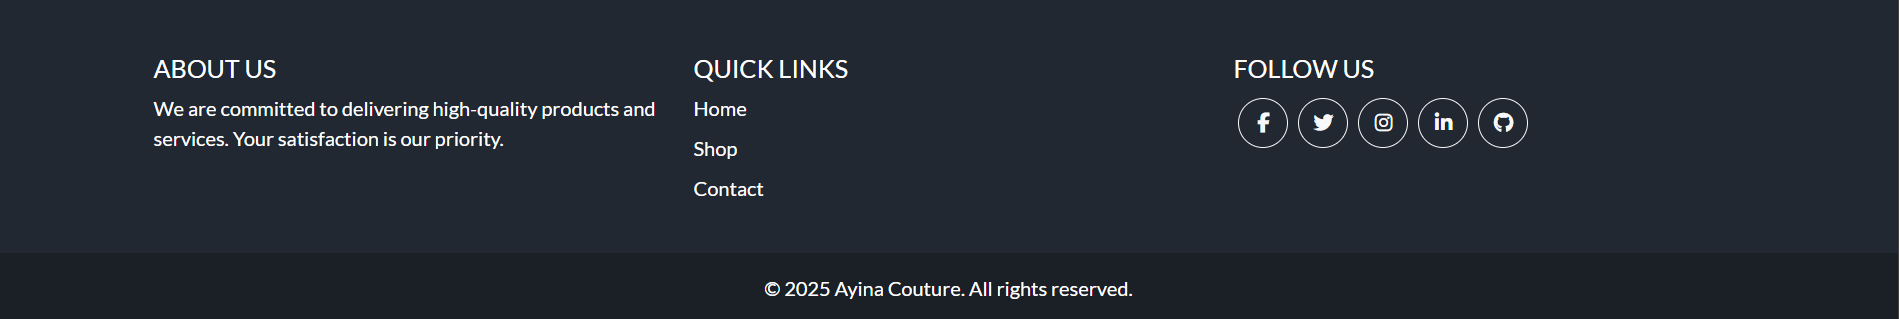 ABOUT US
We are committed to delivering high-quality products and
services. Your satisfaction is our priority.
QUICK LINKS
Home
Shop
Contact
FOLLOW US
© 2025 Ayina Couture. All rights reserved.